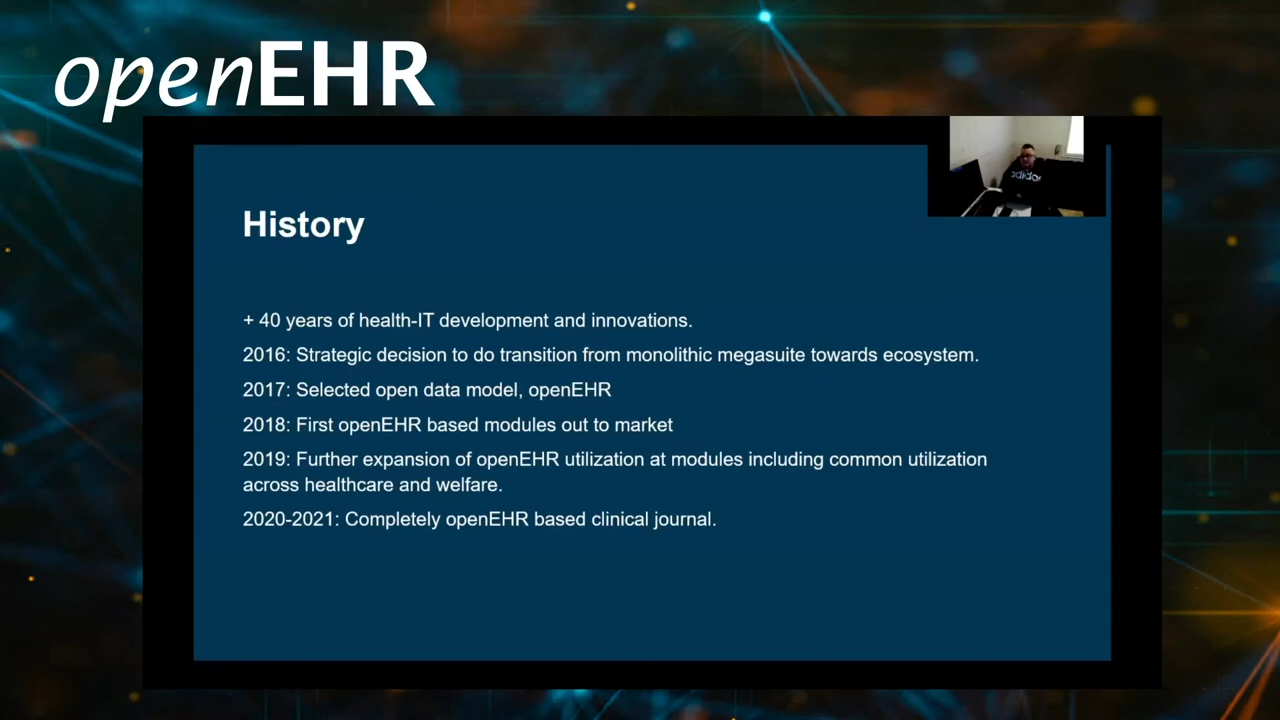 openEHR
adidas
History
+ 40 years of health-IT development and innovations.
2016: Strategic decision to do transition from monolithic megasuite towards ecosystem.
2017: Selected open data model, openEHR
2018: First openEHR based modules out to market
2019: Further expansion of openEHR utilization at modules including common utilization
across healthcare and welfare.
2020-2021: Completely openEHR based clinical journal.